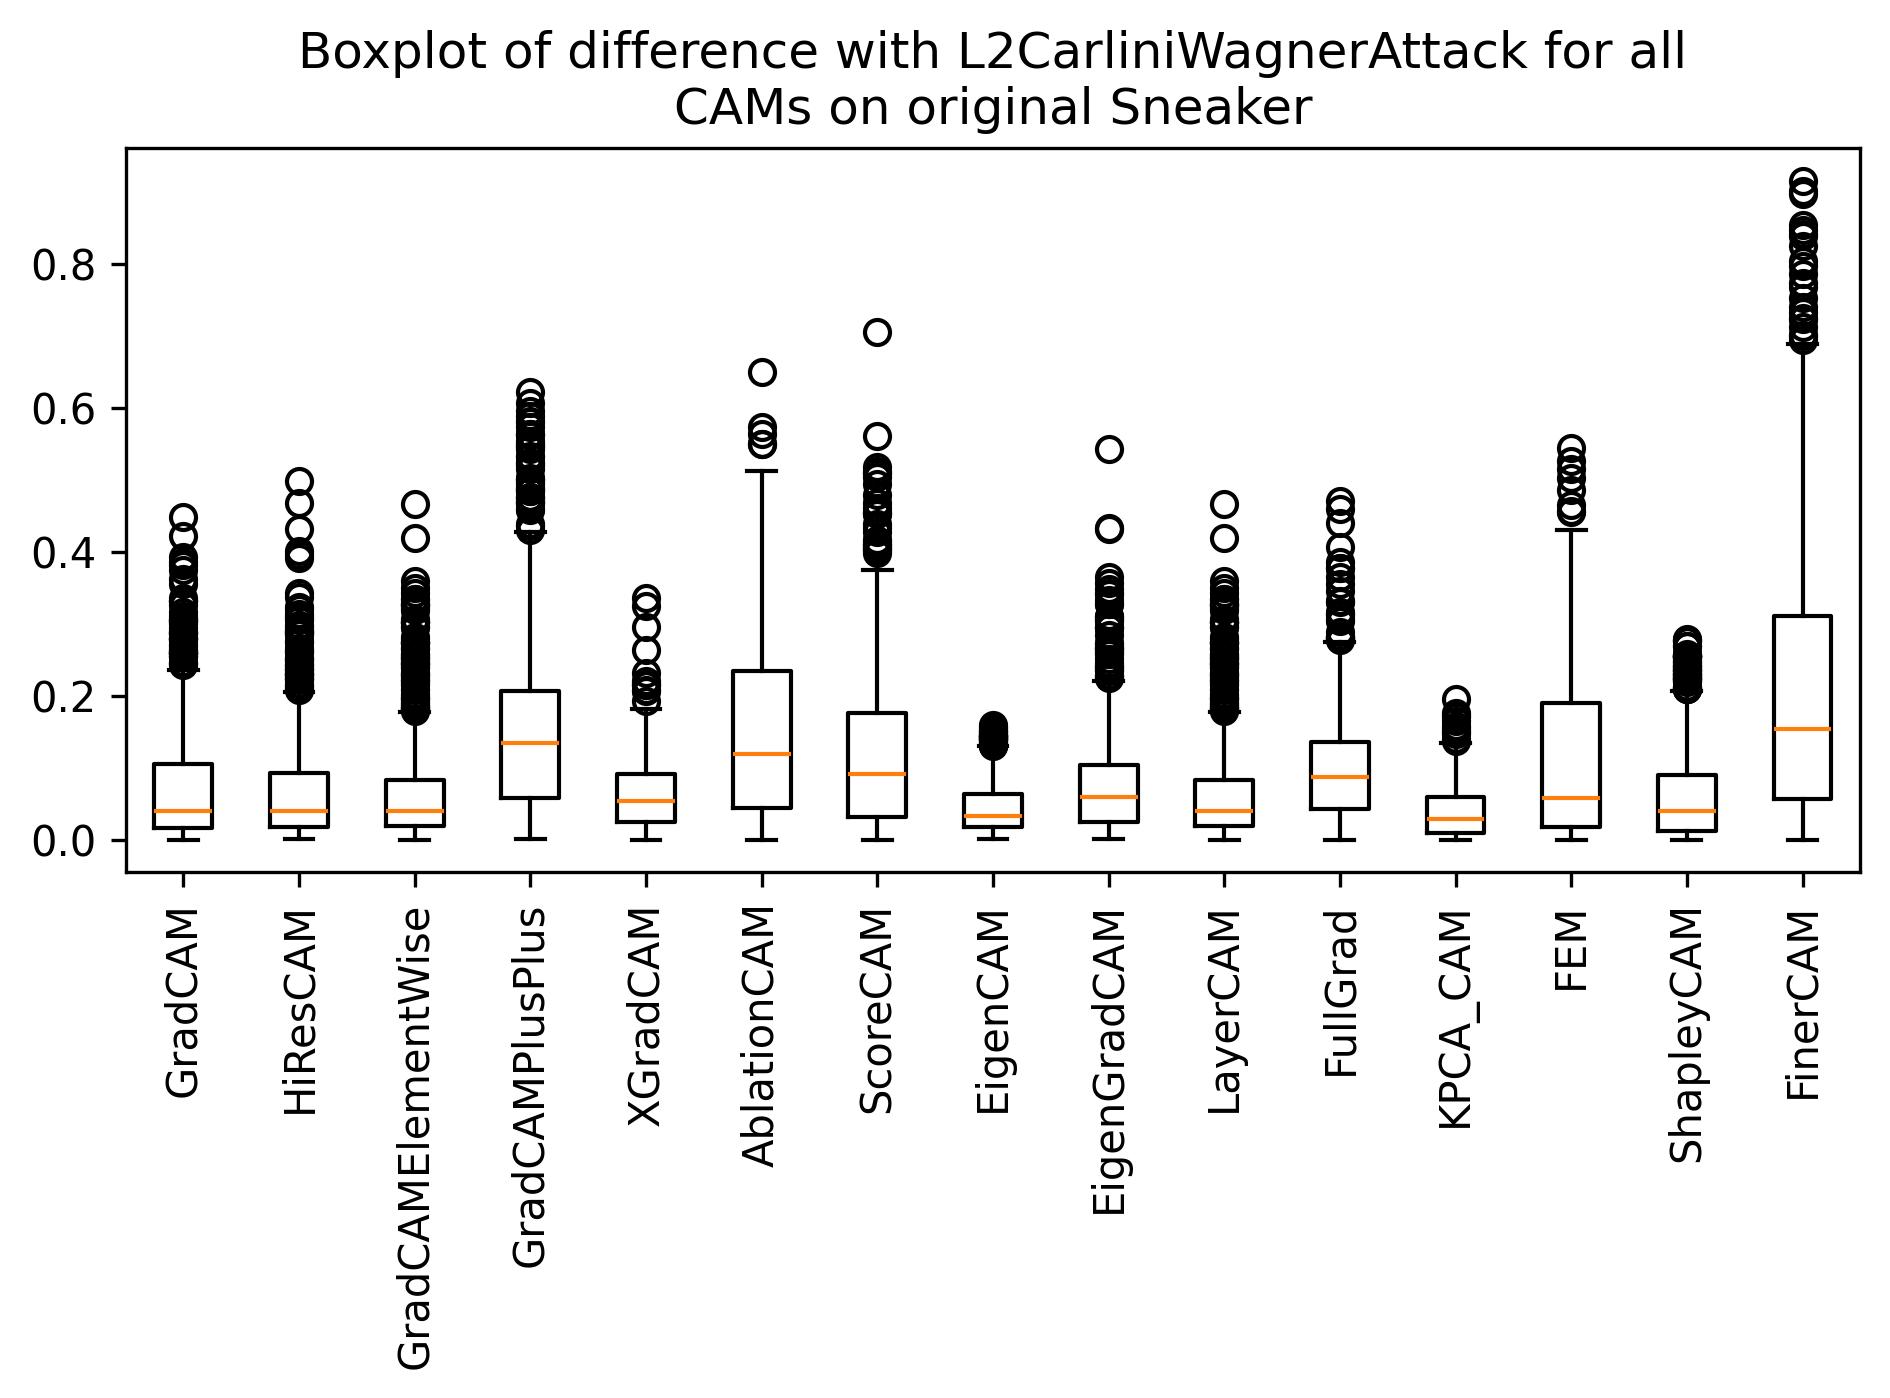 Boxplot of difference with L2CarliniWagnerAttack for all
CAMs on original Sneaker
0.8
0.6
0.4
0.2
0.0
GradCAM
HiResCAM
GradCAMElementWise
GradCAMPlusPlus
XGradCAM
AblationCAM
ScoreCAM
EigenCAM
EigenGradCAM
LayerCAM
FullGrad
KPCA_CAM
FEM
ShapleyCAM
FinerCAM